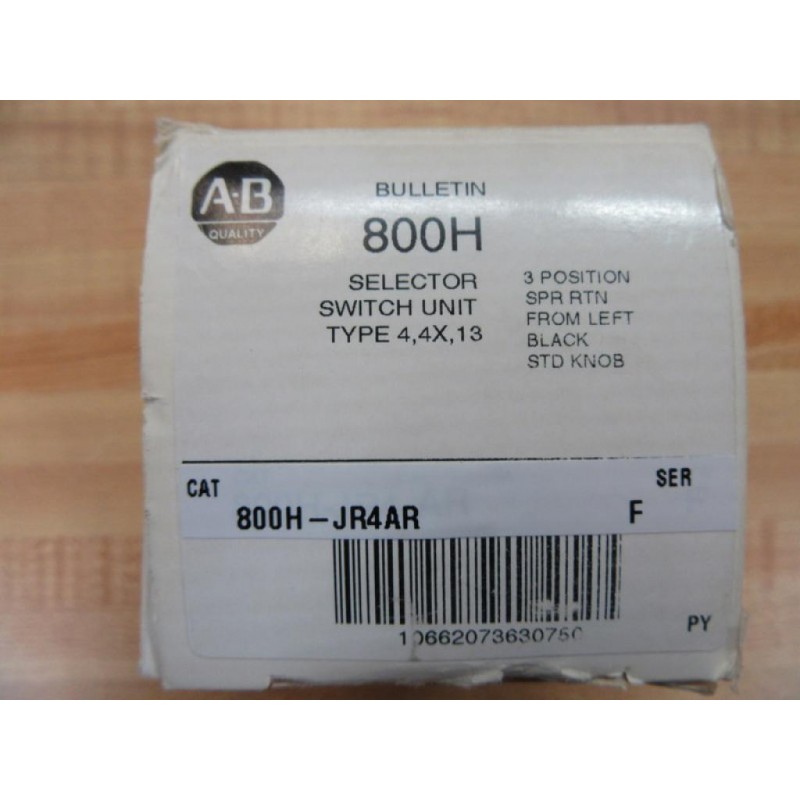 A-B
QUALITY
BULLETIN
800H
SELECTOR
SWITCH UNIT
TYPE 4,4X,13
3 POSITION
SPR RTN
FROM LEFT
BLACK
STD KNOB
CAT
SER
800H-JR4AR
F
PY